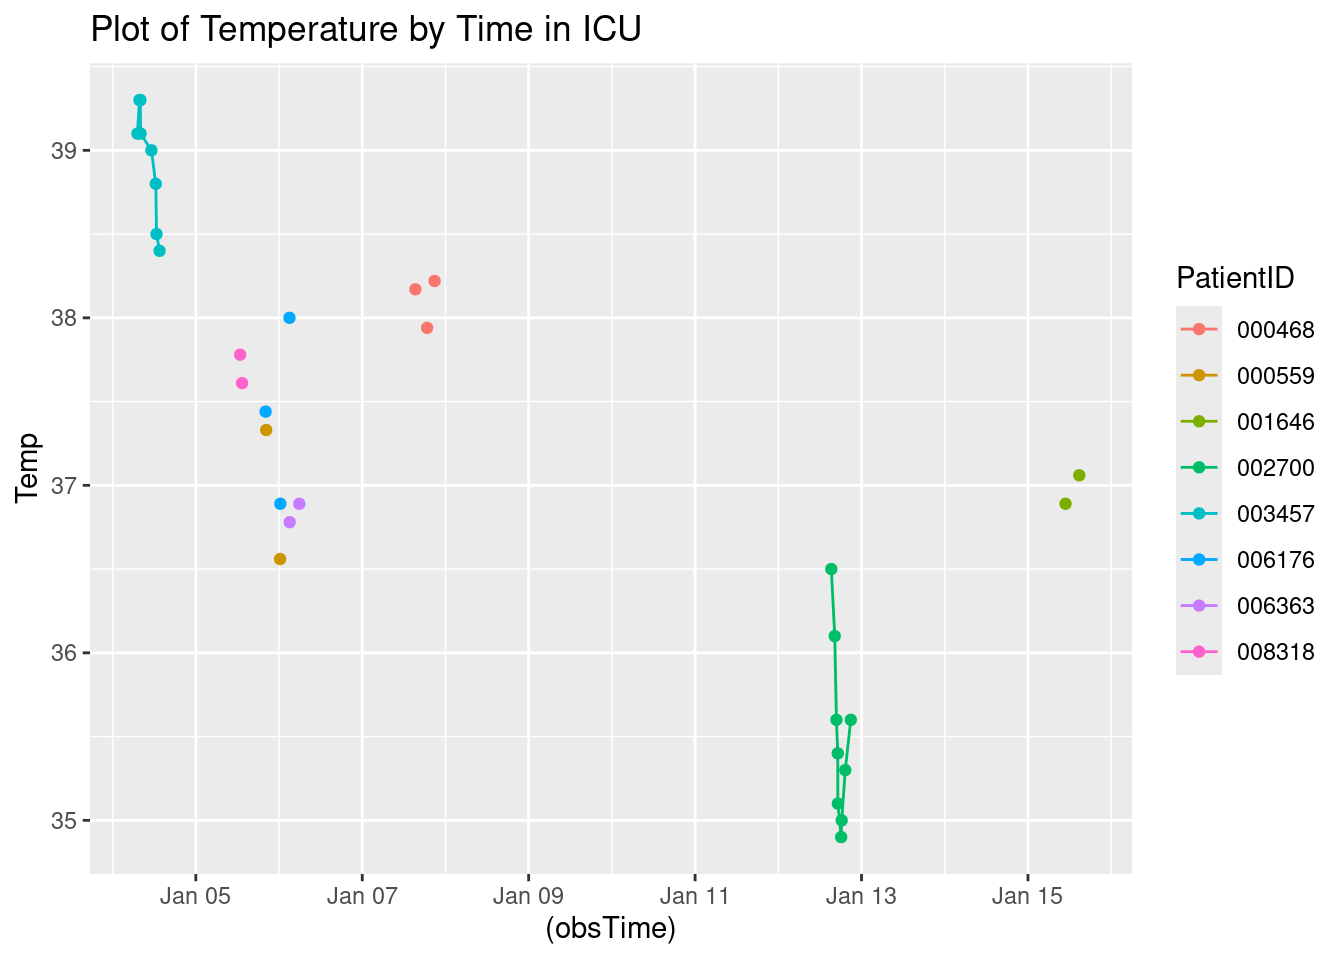 Plot of Temperature by Time in ICU
Temp
39
38
37
36
35
Jan 05
Jan 07
Jan 09
Jan 11
Jan 13
Jan 15
(obsTime)
PatientID
000468
000559
001646
002700
003457
006176
006363
008318